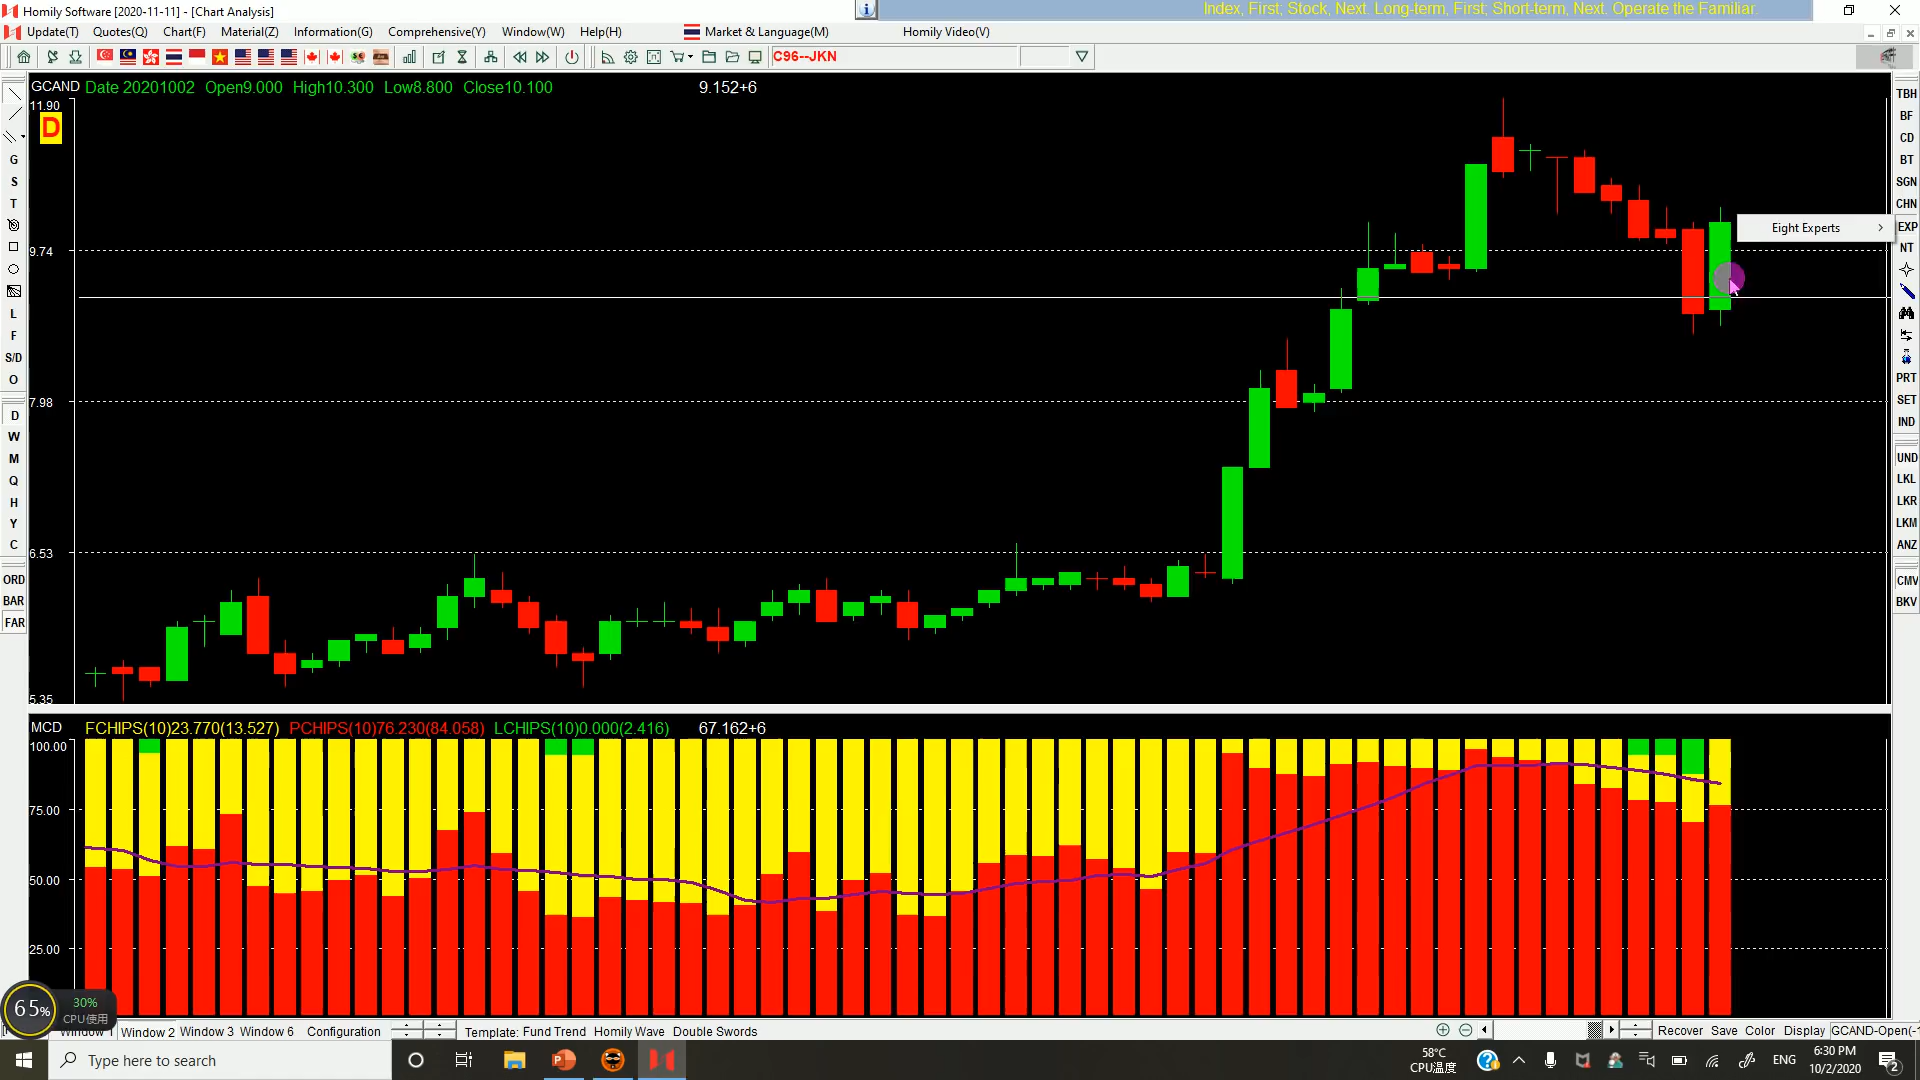 Homily Software [2020-11-11] - [Chart Analysis]
Index, First; Stock, Next. Long-term, First; Short-term, Next. Operate the Familiar
Update(T) Quotes(Q) Chart(F) Material(Z) Information(G) Comprehensive(Y) Window(W) Help(H) Market & Language(M) Homily Video(V)
C96--JKN
GCAND Date 20201002 Open9.000 High10.300 Low8.800 Close10.100 9.152+6
11.90
D
9.74
7.98
6.53
5.35
Eight Experts
G
S
T
L
F
S/D
O
D
W
M
Q
H
Y
C
ORD
BAR
FAR
TBH
BF
CD
BT
SGN
CHN
EXP
NT
PRT
SET
IND
UND
LKL
LKR
LKM
ANZ
CMV
BKV
MCD FCHIPS(10)23.770(13.527) PCHIPS(10)76.230(84.058) LCHIPS(10)0.000(2.416) 67.162+6
100.00
75.00
50.00
25.00
65%
30%
CPU使用
Window 1 Window 2 Window 3 Window 6 Configuration Template: Fund Trend Homily Wave Double Swords Recover Save Color Display GCAND-Open(-1
Type here to search
58℃
CPU温度
ENG
6:30 PM
10/2/2020
2